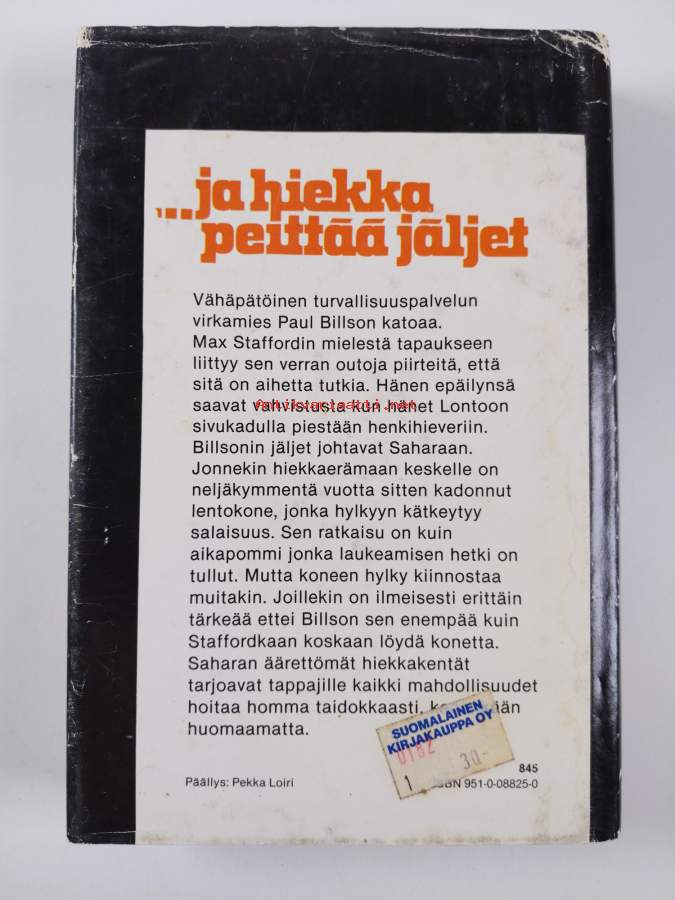 ...ja hiekka
peittää jäljet
Vähäpätöinen turvallisuuspalvelun
virkamies Paul Billson katoaa.
Max Staffordin mielestä tapaukseen
liittyy sen verran outoja piirteitä, että
sitä on aihetta tutkia. Hänen epäilynsä
saavat vahvistusta kun hänet Lontoon
Antikvariaatti.net
sivukadulla piestään henkihieveriin.
Billsonin jäljet johtavat Saharaan.
Jonnekin hiekkaerämaan keskelle on
neljäkymmentä vuotta sitten kadonnut
lentokone, jonka hylkyyn kätkeytyy
salaisuus. Sen ratkaisu on kuin
aikapommi jonka laukeamisen hetki on
tullut. Mutta koneen hylky kiinnostaa
muitakin. Joillekin on ilmeisesti erittäin
tärkeää ettei Billson sen enempää kuin
Staffordkaan koskaan löydä konetta.
Saharan äärettömät hiekkakentät
tarjoavat tappajille kaikki mahdollisuudet
hoitaa homma taidokkaasti,
huomaamatta.
SUOMALAINEN
KIRJAKAUPPA OY
0182
1 30-
845
Päällys: Pekka Loiri
ISBN 951-0-08825-0